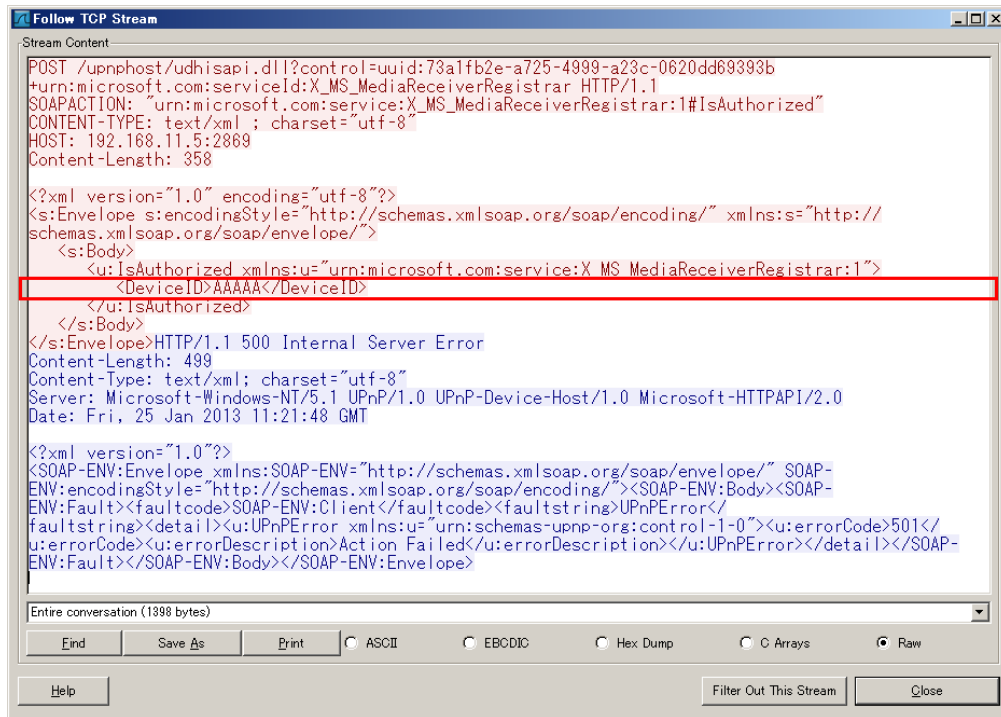 Follow TCP Stream
Stream Content
POST /upnphost/udhisapi.dll?control=uuid:73a1fb2e-a725-4999-a23c-0620dd69393b
+urn:microsoft.com:serviceId:X_MS_MediaReceiverRegistrar HTTP/1.1
SOAPACTION: "urn:microsoft.com:service:X_MS_MediaReceiverRegistrar:1#IsAuthorized"
CONTENT-TYPE: text/xml ; charset="utf-8"
HOST: 192.168.11.5:2869
Content-Length: 358
<?xml version="1.0" encoding="utf-8"?>
<s:Envelope s:encodingStyle="http://schemas.xmlsoap.org/soap/encoding/" xmlns:s="http://
schemas.xmlsoap.org/soap/envelope/">
<s:Body>
<u:IsAuthorized xmlns:u="urn:microsoft.com:service:X_MS_MediaReceiverRegistrar:1">
<DeviceID>AAAAA</DeviceID>
</u:IsAuthorized>
</s:Body>
</s:Envelope>HTTP/1.1 500 Internal Server Error
Content-Length: 499
Content-Type: text/xml; charset="utf-8"
Server: Microsoft-Windows-NT/5.1 UPnP/1.0 UPnP-Device-Host/1.0 Microsoft-HTTPAPI/2.0
Date: Fri, 25 Jan 2013 11:21:48 GMT
<?xml version="1.0"?>
<SOAP-ENV:Envelope xmlns:SOAP-ENV="http://schemas.xmlsoap.org/soap/envelope/" SOAP-
ENV:encodingStyle="http://schemas.xmlsoap.org/soap/encoding/"><SOAP-ENV:Body><SOAP-
ENV:Fault><faultcode>SOAP-ENV:Client</faultcode><faultstring>UPnPError</
faultstring><detail><u:UPnPError xmlns:u="urn:schemas-upnp-org:control-1-0"><u:errorCode>501</
u:errorCode><u:errorDescription>Action Failed</u:errorDescription></u:UPnPError></detail></SOAP-
ENV:Fault></SOAP-ENV:Body></SOAP-ENV:Envelope>
Entire conversation (1398 bytes)
Find Save As Print ASCII EBCDIC Hex Dump C Arrays Raw
Help Filter Out This Stream Close